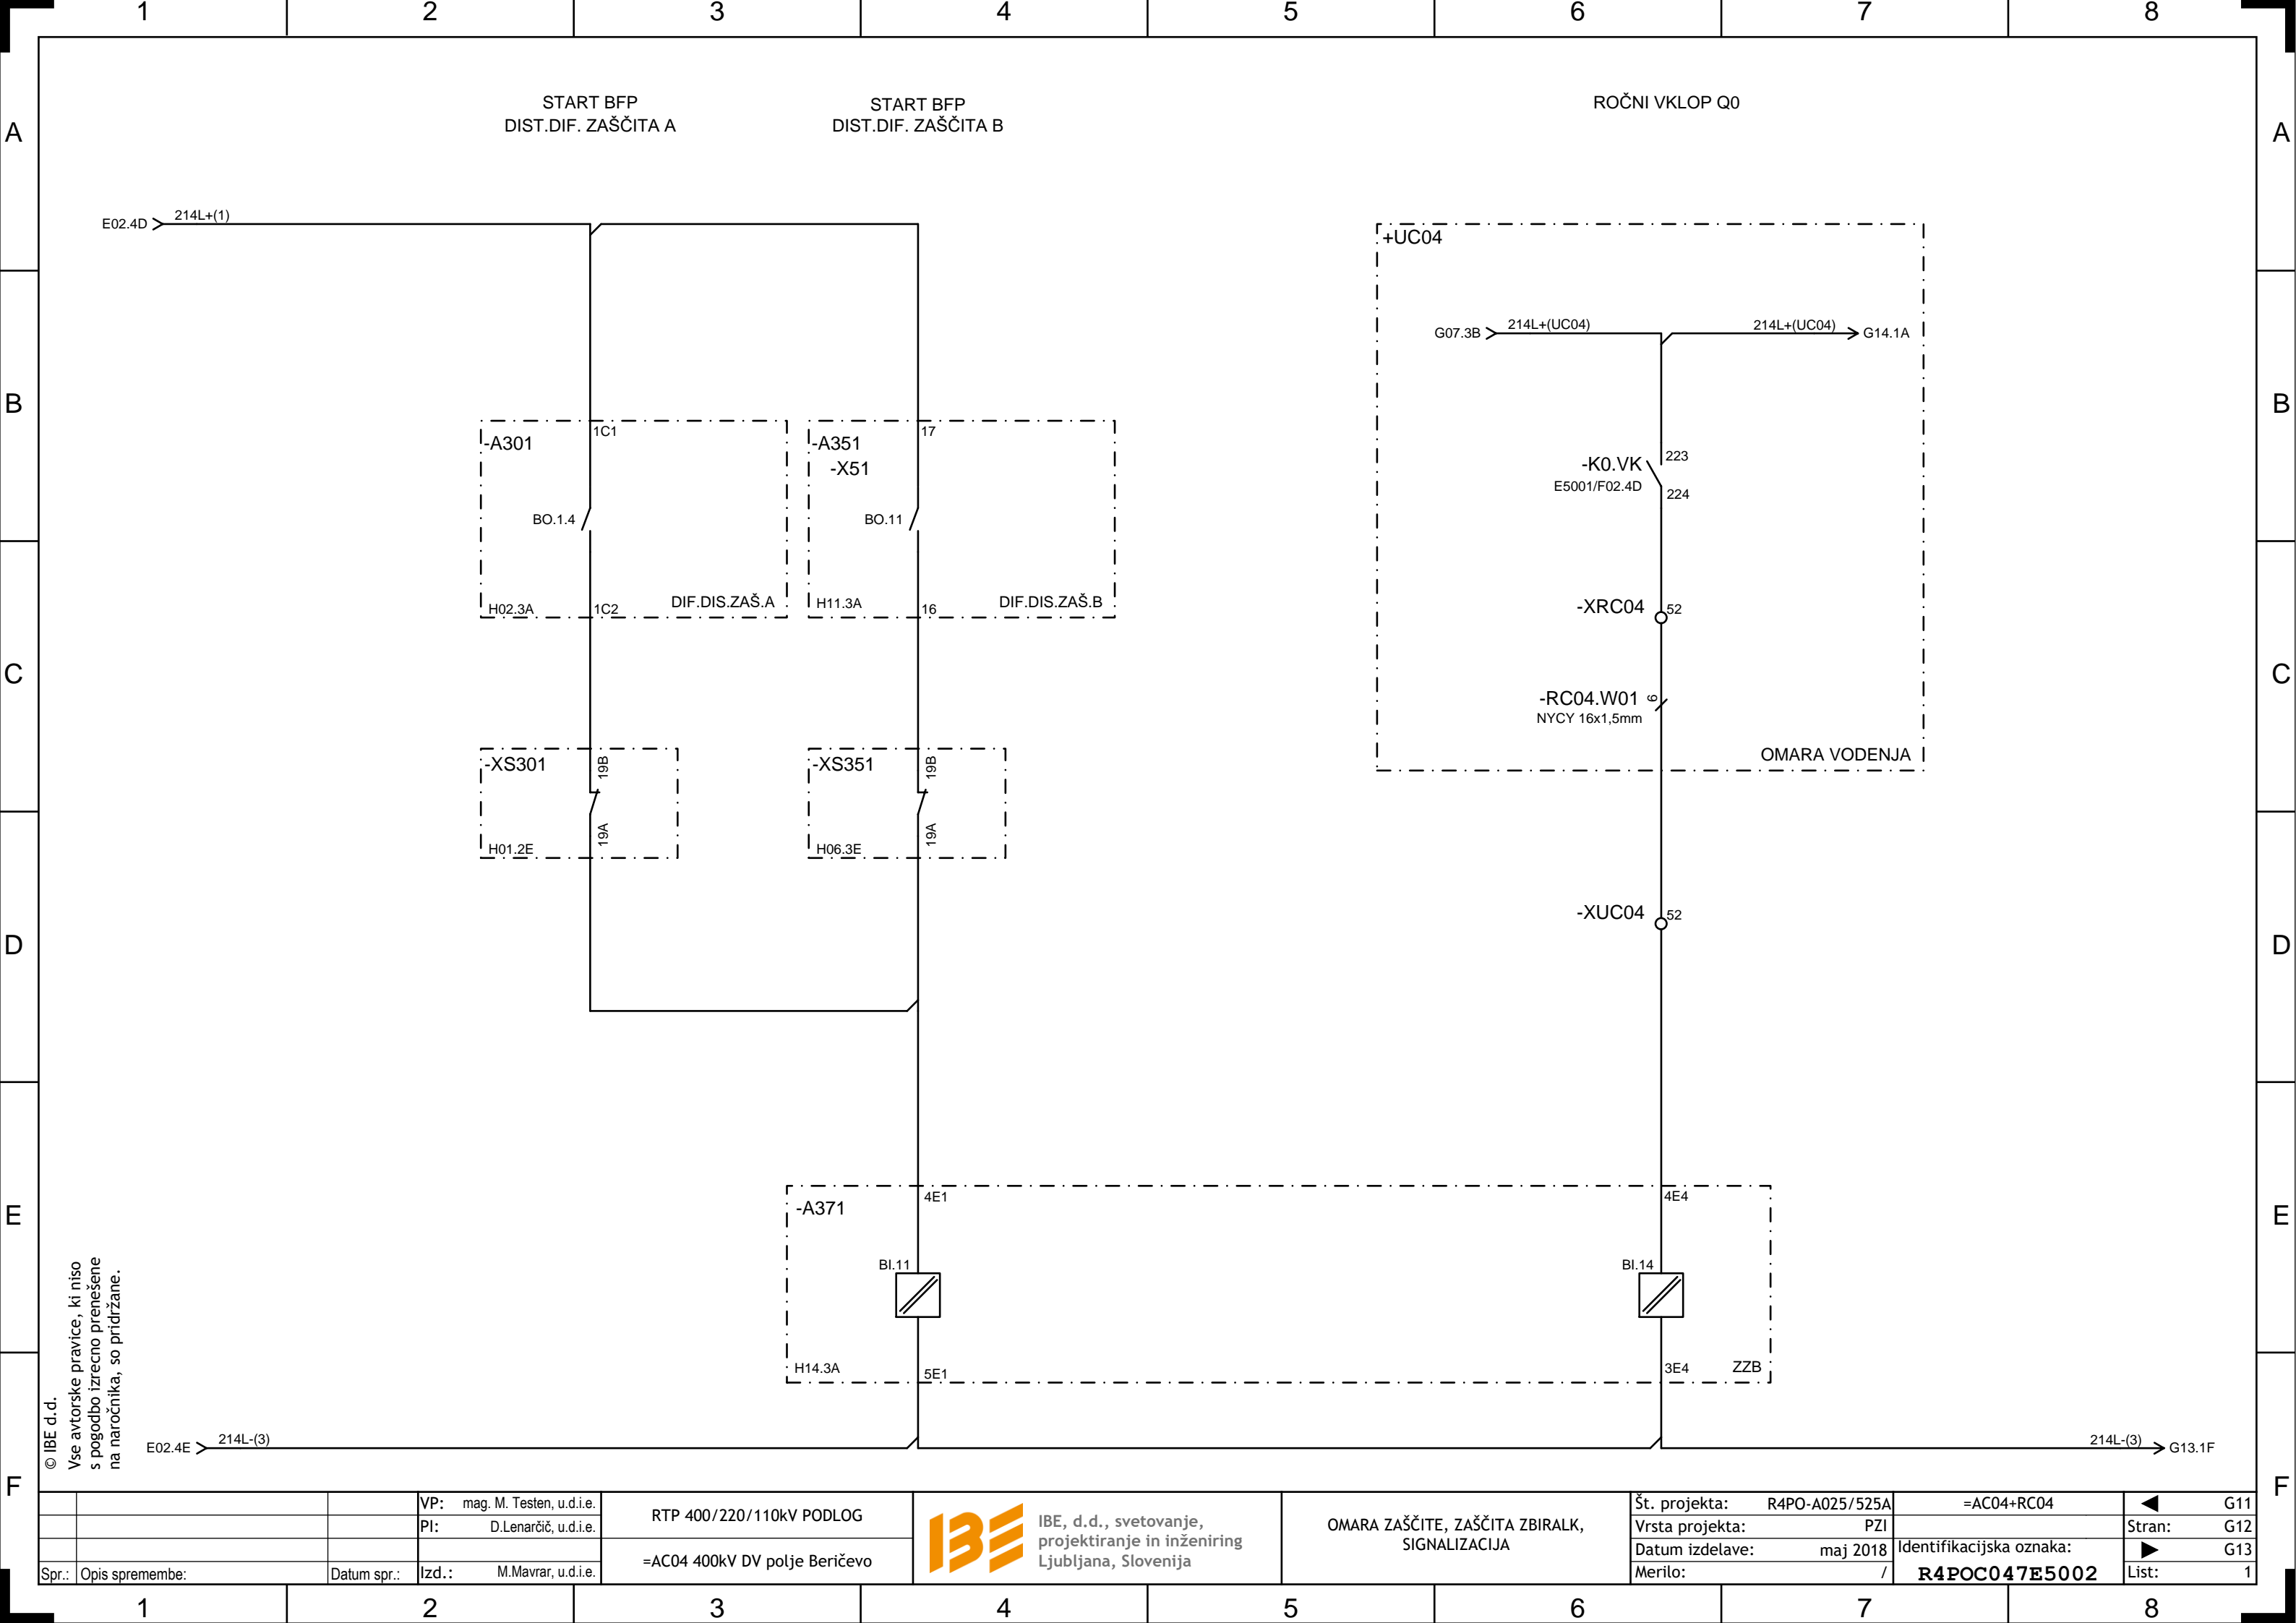 1 2 3 4 5 6 7 8
START BFP
DIST.DIF. ZAŠČITA A
START BFP
DIST.DIF. ZAŠČITA B
ROČNI VKLOP Q0
A A
E02.4D 214L+(1)
+UC04
G07.3B 214L+(UC04) 214L+(UC04) G14.1A
B B
-A301 1C1
-A351 17
-X51
-K0.VK 223
E5001/F02.4D 224
BO.1.4 BO.11
H02.3A 1C2 DIF.DIS.ZAŠ.A
H11.3A 16 DIF.DIS.ZAŠ.B
-XRC04 52
C C
-RC04.W01 6
NYCY 16x1,5mm
OMARA VODENJA
-XS301 19B
-XS351 19B
19A 19A
H01.2E H06.3E
-XUC04 52
D D
-A371 4E1 4E4
E E
BI.11 BI.14
H14.3A 5E1 3E4 ZZB
E02.4E 214L-(3) 214L-(3) G13.1F
F F
© IBE d.d.
Vse avtorske pravice, ki niso
s pogodbo izrecno prenešene
na naročnika, so pridržane.
VP: mag. M. Testen, u.d.i.e.
PI: D.Lenarčič, u.d.i.e.
Spr.: Opis spremembe: Datum spr.: Izd.: M.Mavrar, u.d.i.e.
RTP 400/220/110kV PODLOG
=AC04 400kV DV polje Beričevo
IBE
IBE, d.d., svetovanje,
projektiranje in inženiring
Ljubljana, Slovenija
OMARA ZAŠČITE, ZAŠČITA ZBIRALK,
SIGNALIZACIJA
Št. projekta: R4PO-A025/525A
Vrsta projekta: PZI
Datum izdelave: maj 2018
Merilo: /
=AC04+RC04
Identifikacijska oznaka:
R4POC047E5002
G11
Stran: G12
G13
List: 1
1 2 3 4 5 6 7 8